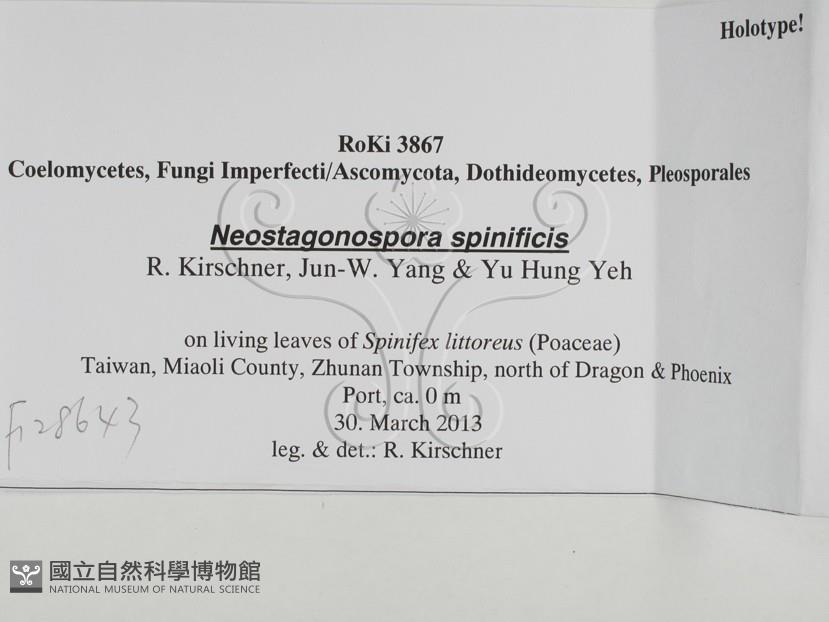 Holotype!
RoKi 3867
Coelomycetes, Fungi Imperfecti/Ascomycota, Dothideomycetes, Pleosporales
Neostagonospora spinificis
R. Kirschner, Jun-W. Yang & Yu Hung Yeh
on living leaves of Spinifex littoreus (Poaceae)
Taiwan, Miaoli County, Zhunan Township, north of Dragon & Phoenix
Port, ca. 0 m
30. March 2013
leg. & det.: R. Kirschner
F28643
國立自然科學博物館
NATIONAL MUSEUM OF NATURAL SCIENCE